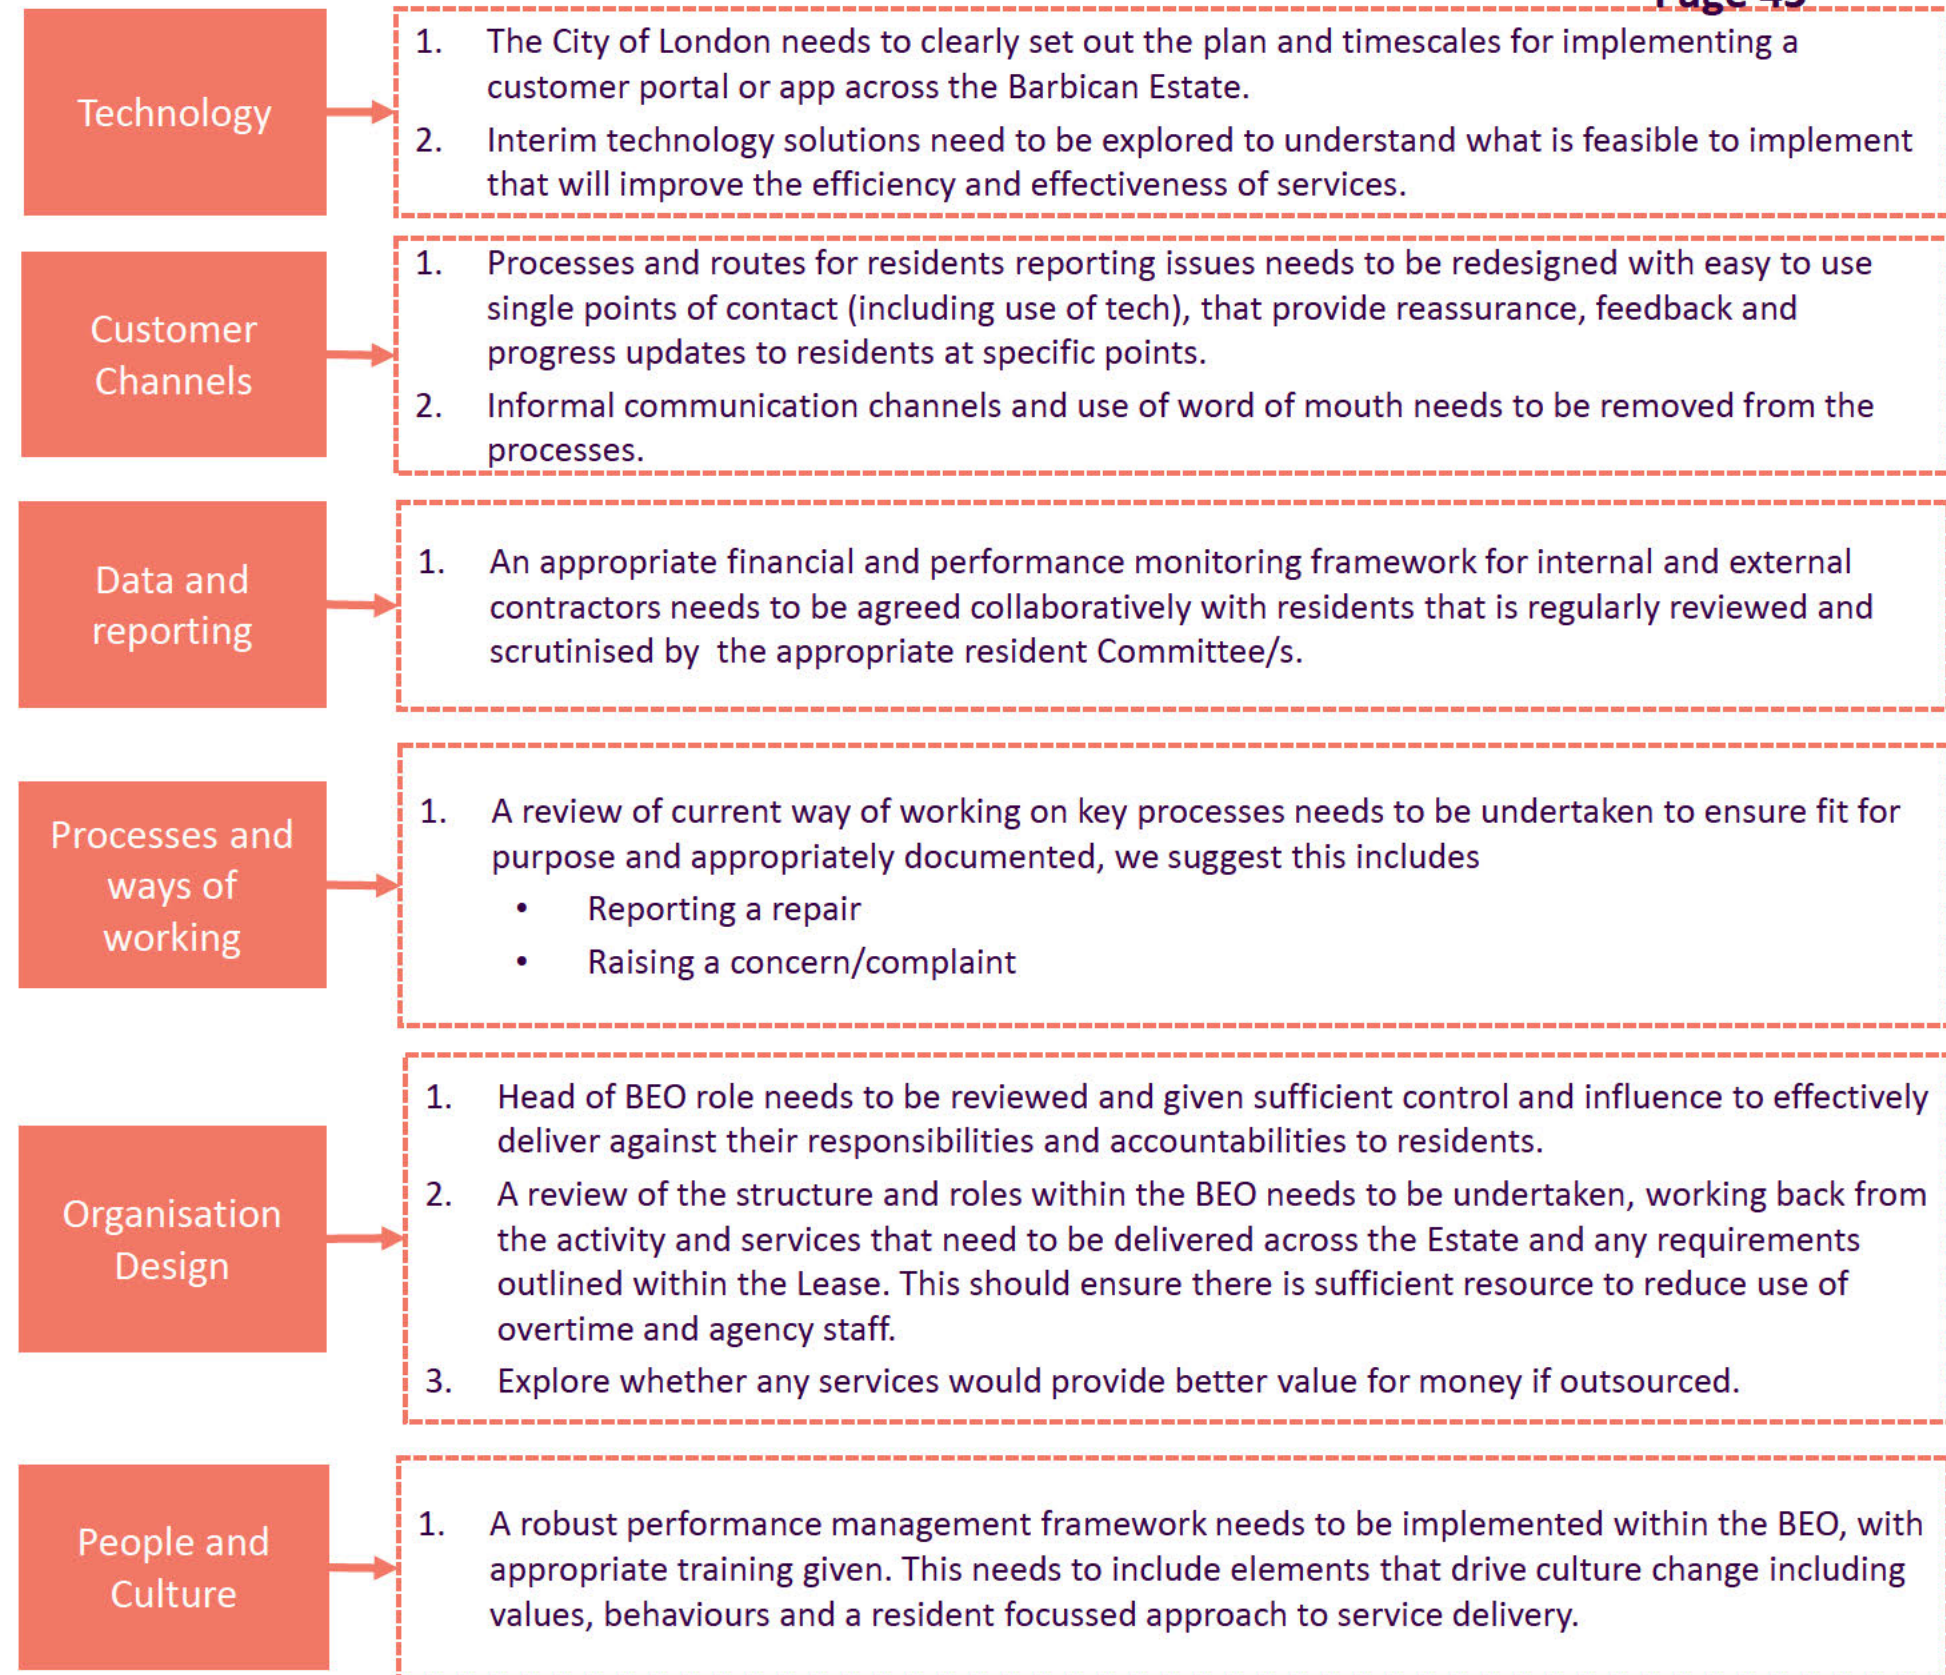 Technology
1. The City of London needs to clearly set out the plan and timescales for implementing a
customer portal or app across the Barbican Estate.
2. Interim technology solutions need to be explored to understand what is feasible to implement
that will improve the efficiency and effectiveness of services.
Customer
Channels
1. Processes and routes for residents reporting issues needs to be redesigned with easy to use
single points of contact (including use of tech), that provide reassurance, feedback and
progress updates to residents at specific points.
2. Informal communication channels and use of word of mouth needs to be removed from the
processes.
Data and
reporting
1. An appropriate financial and performance monitoring framework for internal and external
contractors needs to be agreed collaboratively with residents that is regularly reviewed and
scrutinised by the appropriate resident Committee/s.
Processes and
ways of
working
1. A review of current way of working on key processes needs to be undertaken to ensure fit for
purpose and appropriately documented, we suggest this includes
• Reporting a repair
• Raising a concern/complaint
Organisation
Design
1. Head of BEO role needs to be reviewed and given sufficient control and influence to effectively
deliver against their responsibilities and accountabilities to residents.
2. A review of the structure and roles within the BEO needs to be undertaken, working back from
the activity and services that need to be delivered across the Estate and any requirements
outlined within the Lease. This should ensure there is sufficient resource to reduce use of
overtime and agency staff.
3. Explore whether any services would provide better value for money if outsourced.
People and
Culture
1. A robust performance management framework needs to be implemented within the BEO, with
appropriate training given. This needs to include elements that drive culture change including
values, behaviours and a resident focussed approach to service delivery.